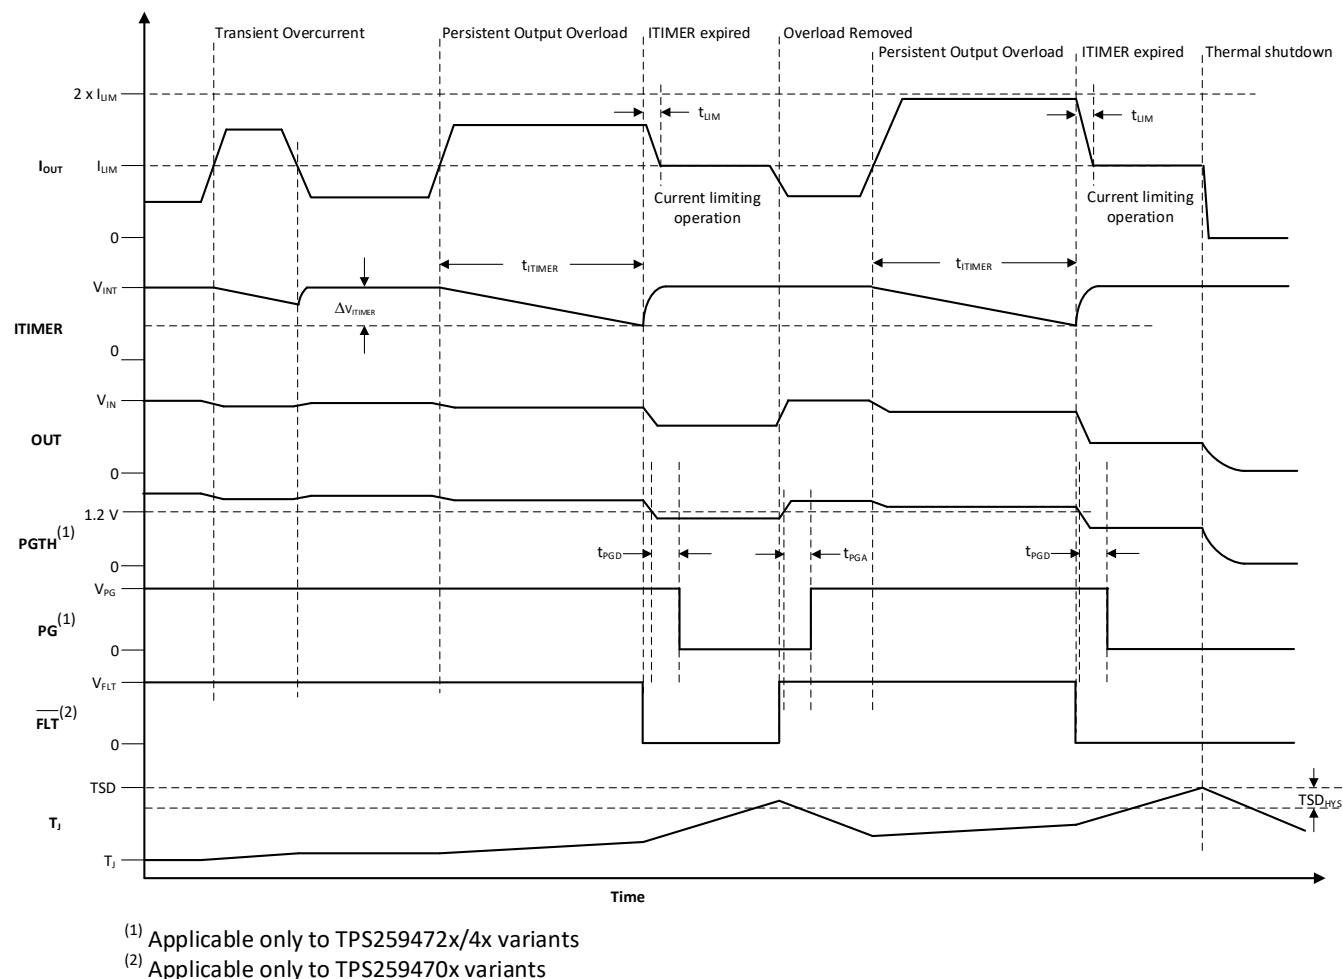 Transient Overcurrent
Persistent Output Overload
ITIMER expired
Overload Removed
Persistent Output Overload
ITIMER expired
Thermal shutdown
2 x ILIM
tLIM
tLIM
IOUT
ILIM
Current limiting
operation
Current limiting
operation
0
tITIMER
tITIMER
VINT
ΔvITIMER
ITIMER
0
VIN
OUT
0
1.2 V
PGTH(1)
tPGD
tPGA
tPGD
0
VPG
PG(1)
0
VFLT
FLT(2)
0
TSD
TSDHYS
TJ
TJ
Time
(1) Applicable only to TPS259472x/4x variants
(2) Applicable only to TPS259470x variants